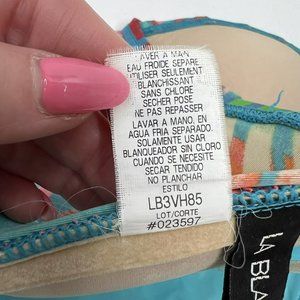 LAVER A MAIN
EAU FROIDE SEPARE
UTILISER SEULEMENT
BLANCHISSANT
SANS CHLORE
SECHER POSE
NE PAS REPASSER
LAVAR A MANO, EN
AGUA FRIA SEPARADO.
SOLAMENTE USAR
BLANQUEADOR SIN CLORO
CUANDO SE NECESITE
SECAR TENDIDO
NO PLANCHAR
ESTILO
LB3VH85
LOT/CORTE
#023597
LA BLA